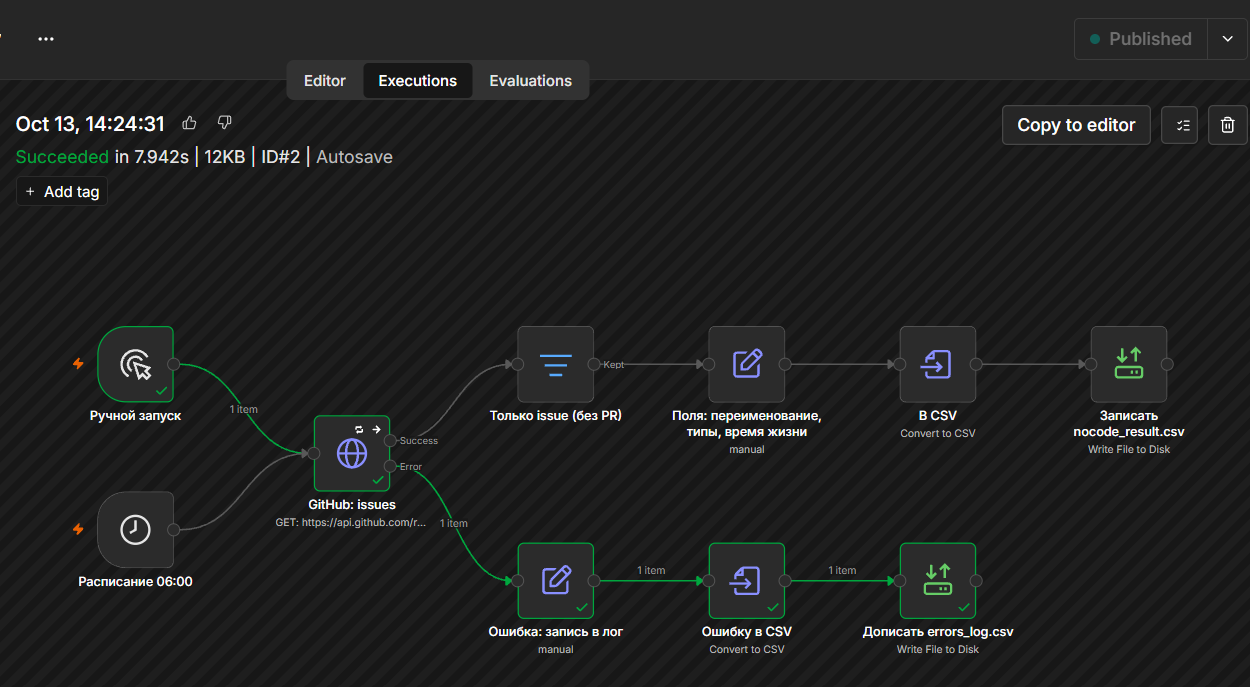 Published
Editor
Executions
Evaluations
Oct 13, 14:24:31
Copy to editor
Succeeded in 7.942s | 12KB | ID#2 | Autosave
+ Add tag
Ручной запуск
1 item
Расписание 06:00
Success
Error
GitHub: issues
GET: https://api.github.com/r...
1 item
Только issue (без PR)
Kept
Поля: переименование,
типы, время жизни
manual
В CSV
Convert to CSV
Записать
nocode_result.csv
Write File to Disk
Ошибка: запись в лог
manual
1 item
Ошибку в CSV
Convert to CSV
1 item
Дописать errors_log.csv
Write File to Disk